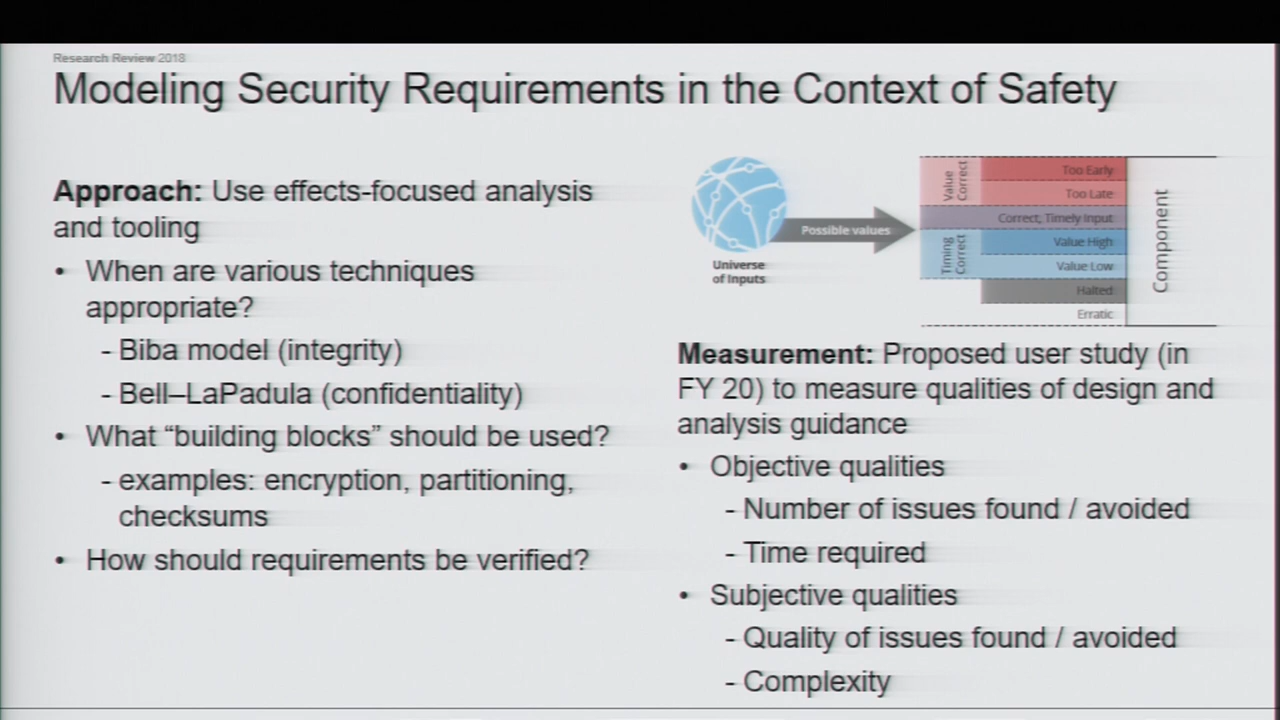 Research Review 2018
Modeling Security Requirements in the Context of Safety
Approach: Use effects-focused analysis
and tooling
• When are various techniques
appropriate?
- Biba model (integrity)
- Bell–LaPadula (confidentiality)
• What “building blocks” should be used?
- examples: encryption, partitioning,
checksums
• How should requirements be verified?
Universe
of Inputs
Possible values
Value
Correct
Timing
Correct
Too Early
Too Late
Correct, Timely Input
Value High
Value Low
Halted
Erratic
Component
Measurement: Proposed user study (in
FY 20) to measure qualities of design and
analysis guidance
• Objective qualities
- Number of issues found / avoided
- Time required
• Subjective qualities
- Quality of issues found / avoided
- Complexity